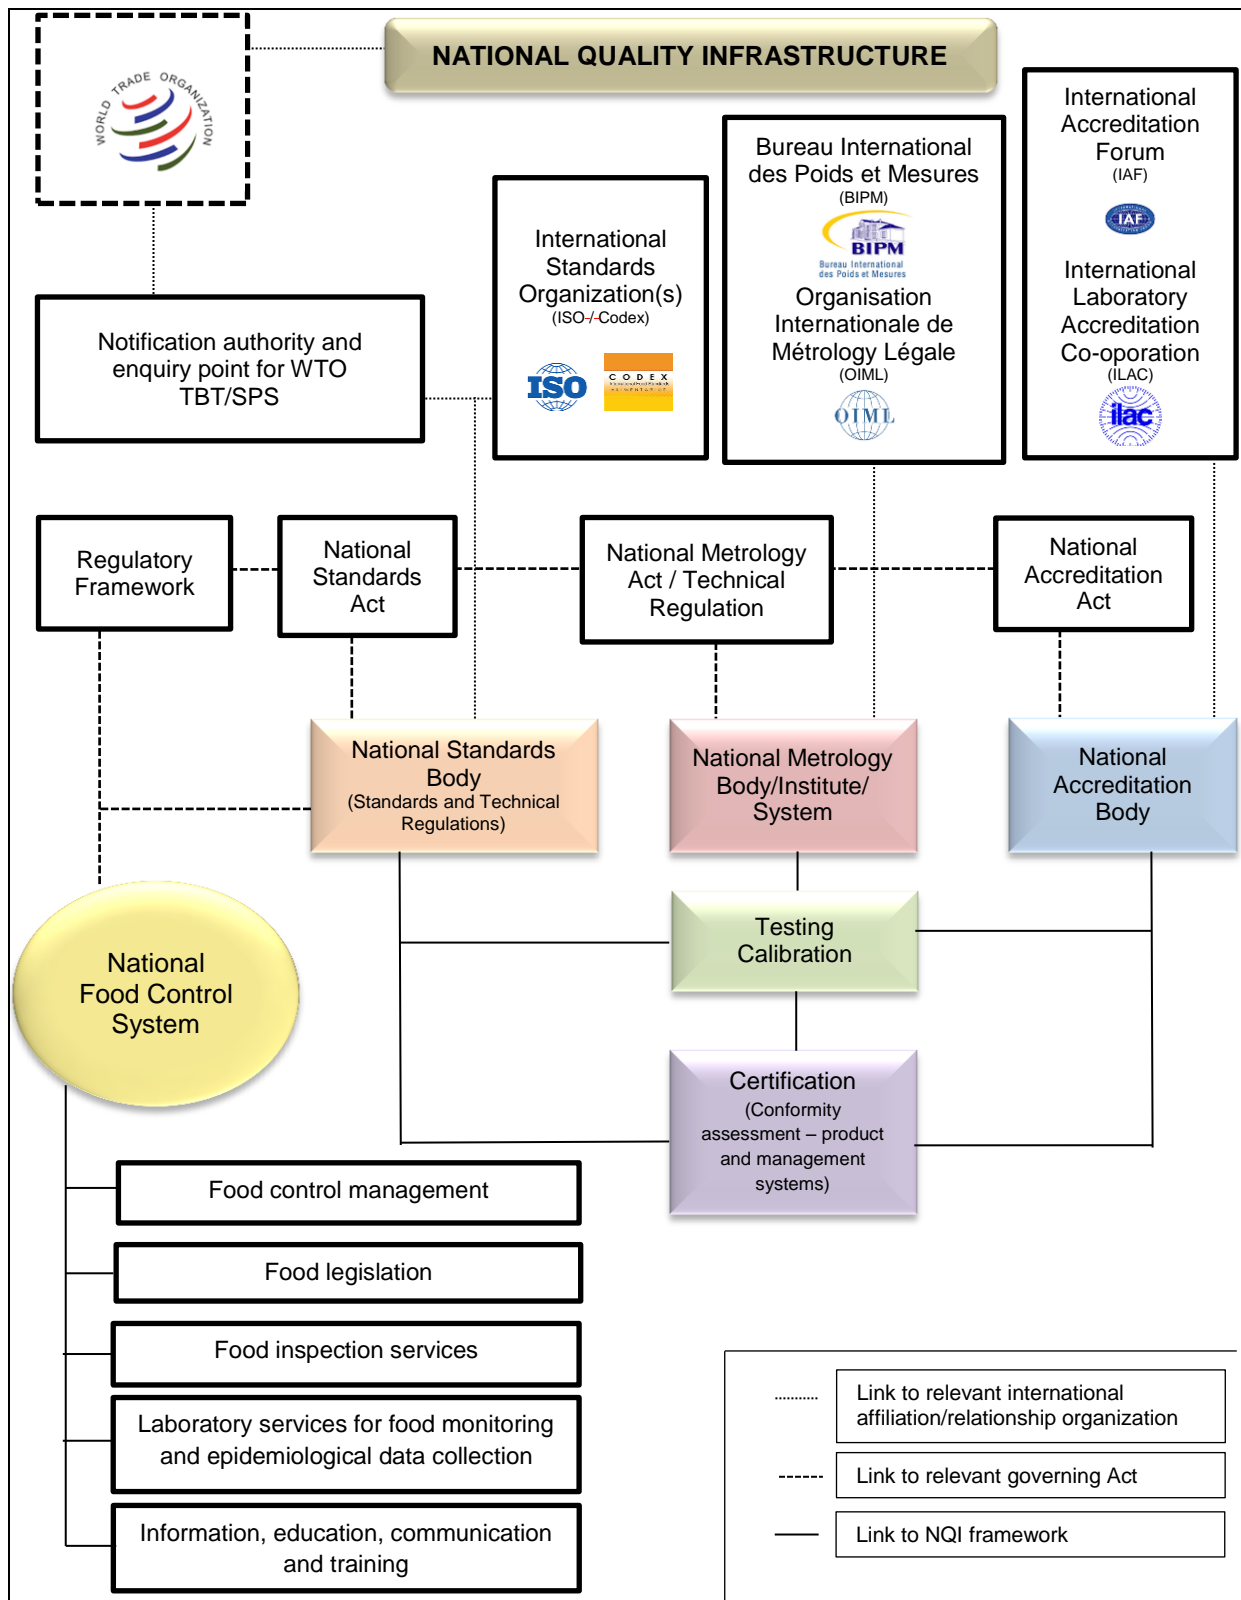 NATIONAL QUALITY INFRASTRUCTURE
WORLD TRADE ORGANIZATION
International
Accreditation
Forum
(IAF)
IAF
International
Laboratory
Accreditation
Co-oporation
(ILAC)
ilac
Bureau International
des Poids et Mesures
(BIPM)
BIPM
Bureau International
des Poids et Mesures
Organisation
Internationale de
Métrology Légale
(OIML)
OIML
International
Standards
Organization(s)
(ISO-/-Codex)
ISO
CODEX
International Food Standards
ALIMENTARIUS
Notification authority and
enquiry point for WTO
TBT/SPS
Regulatory
Framework
National
Standards
Act
National Metrology
Act / Technical
Regulation
National
Accreditation
Act
National Standards
Body
(Standards and Technical
Regulations)
National Metrology
Body/Institute/
System
National
Accreditation
Body
Testing
Calibration
National
Food Control
System
Certification
(Conformity
assessment – product
and management
systems)
Food control management
Food legislation
Food inspection services
Laboratory services for food monitoring
and epidemiological data collection
Information, education, communication
and training
Link to relevant international
affiliation/relationship organization
Link to relevant governing Act
Link to NQI framework